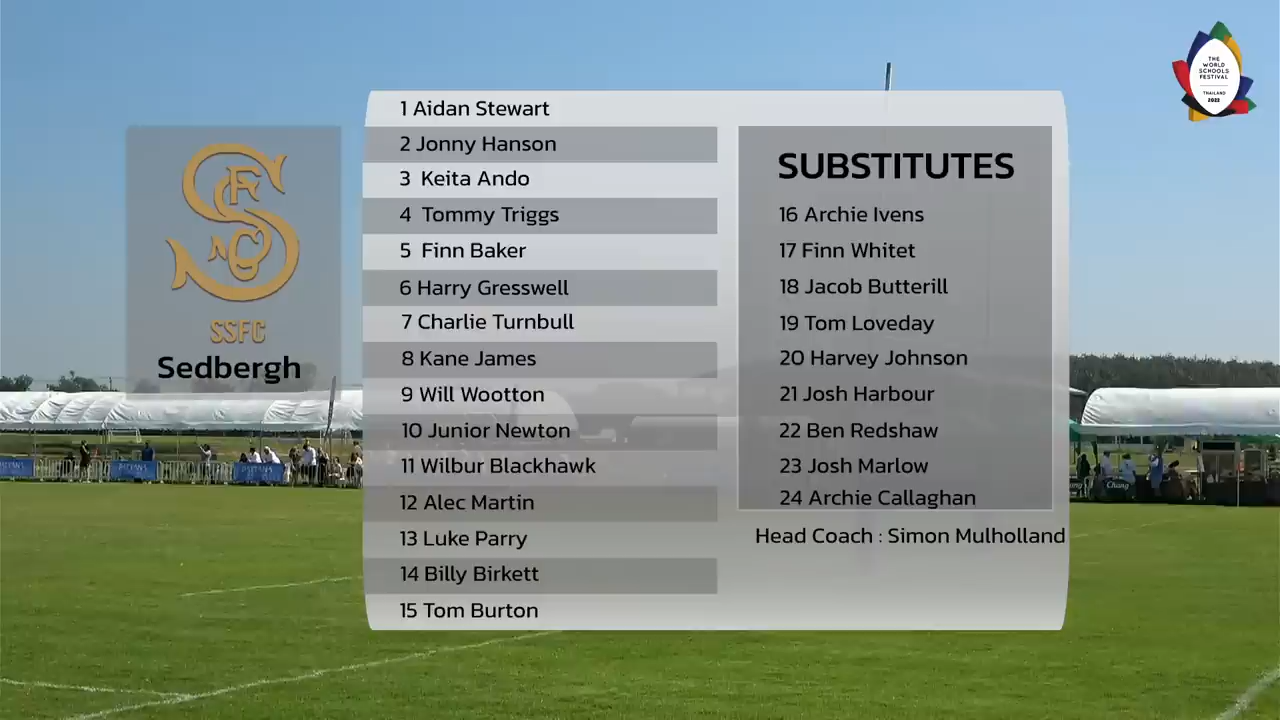 THE
WORLD
SCHOOLS
FESTIVAL
THAILAND
2022
SSFC
Sedbergh
1 Aidan Stewart
2 Jonny Hanson
3 Keita Ando
4 Tommy Triggs
5 Finn Baker
6 Harry Gresswell
7 Charlie Turnbull
8 Kane James
9 Will Wootton
10 Junior Newton
11 Wilbur Blackhawk
12 Alec Martin
13 Luke Parry
14 Billy Birkett
15 Tom Burton
SUBSTITUTES
16 Archie Ivens
17 Finn Whitet
18 Jacob Butterill
19 Tom Loveday
20 Harvey Johnson
21 Josh Harbour
22 Ben Redshaw
23 Josh Marlow
24 Archie Callaghan
Head Coach : Simon Mulholland
Chang